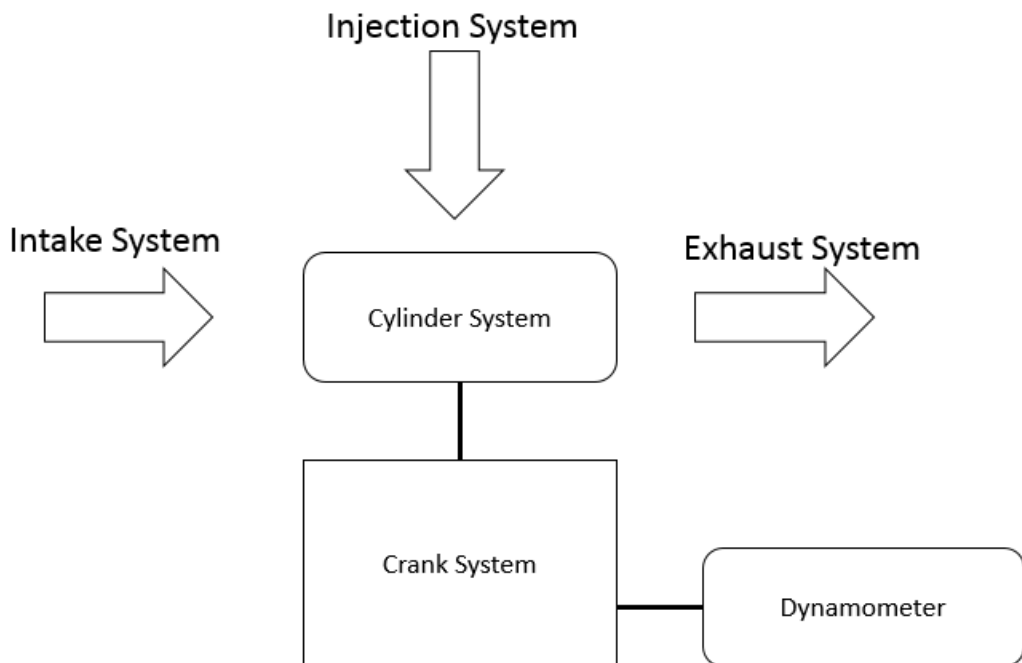 Injection System
Intake System
Exhaust System
Cylinder System
Crank System
Dynamometer